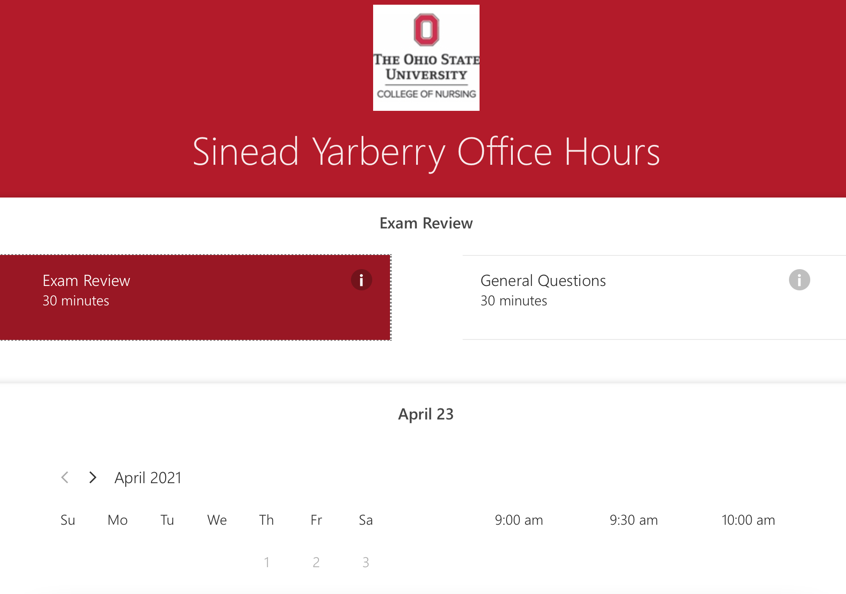 THE OHIO STATE
UNIVERSITY
COLLEGE OF NURSING
Sinead Yarberry Office Hours
Exam Review
Exam Review
30 minutes
General Questions
30 minutes
April 23
April 2021
Su Mo Tu We Th Fr Sa
9:00 am 9:30 am 10:00 am
1 2 3